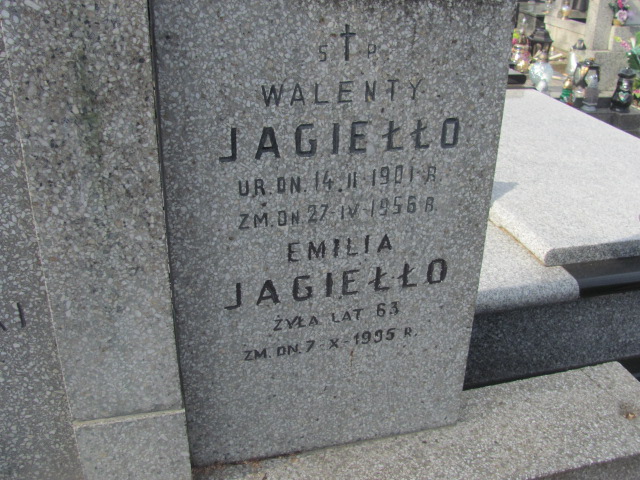 S P
WALENTY
JAGIEŁŁO
UR. DN. 14-II-1901 R.
ZM. DN. 27-IV-1956 R.
EMILIA
JAGIEŁŁO
ŻYŁA LAT 63
ZM. DN. 7-X-1995 R.